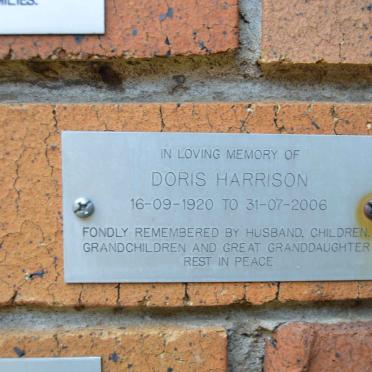 MILIES.
IN LOVING MEMORY OF
DORIS HARRISON
16-09-1920 TO 31-07-2006
FONDLY REMEMBERED BY HUSBAND, CHILDREN,
GRANDCHILDREN AND GREAT GRANDDAUGHTER
REST IN PEACE